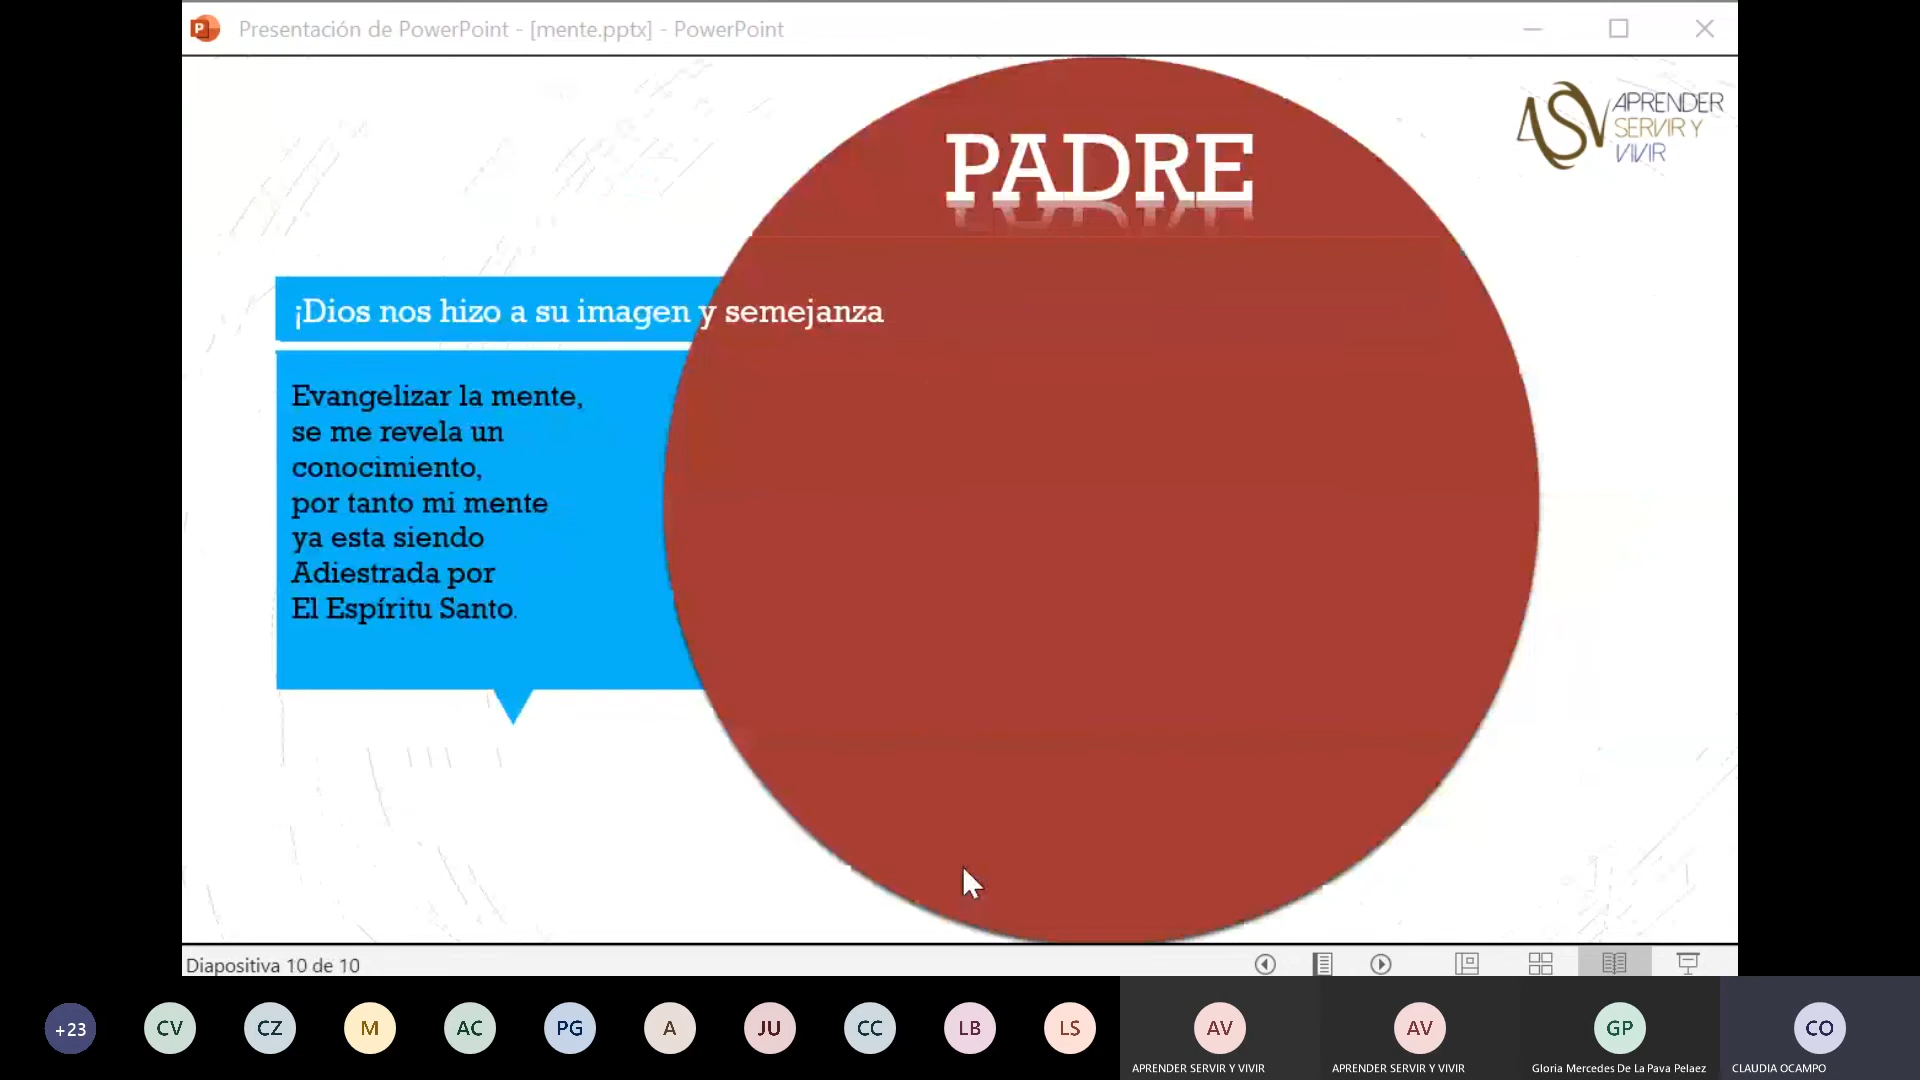 Presentación de PowerPoint - [mente.pptx] - PowerPoint
ASV
APRENDER
SERVIR Y
VIVIR
PADRE
¡Dios nos hizo a su imagen y semejanza
Evangelizar la mente,
se me revela un
conocimiento,
por tanto mi mente
ya esta siendo
Adiestrada por
El Espíritu Santo.
Diapositiva 10 de 10
+23
CV
CZ
M
AC
PG
A
JU
CC
LB
LS
AV
AV
GP
CO
APRENDER SERVIR Y VIVIR
APRENDER SERVIR Y VIVIR
Gloria Mercedes De La Pava Pelaez
CLAUDIA OCAMPO